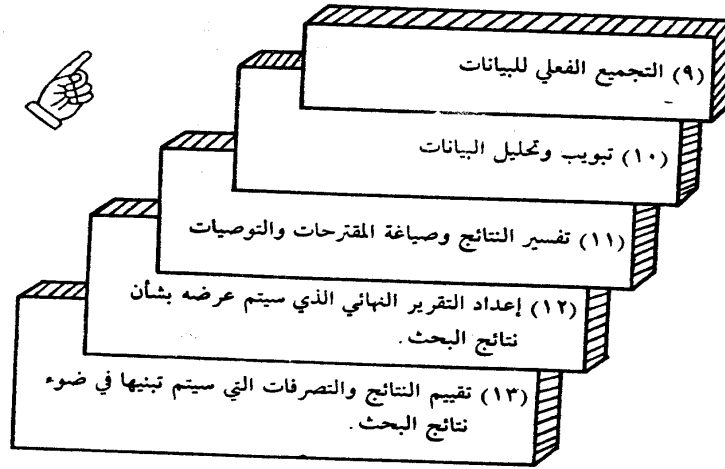 (٩) التجميع الفعلي للبيانات
(١٠) تبويب وتحليل البيانات
(١١) تفسير النتائج وصياغة المقترحات والتوصيات
(١٢) إعداد التقرير النهائي الذي سيتم عرضه بشأن
نتائج البحث.
(١٣) تقييم النتائج والتصرفات التي سيتم تبنيها في ضوء
نتائج البحث.